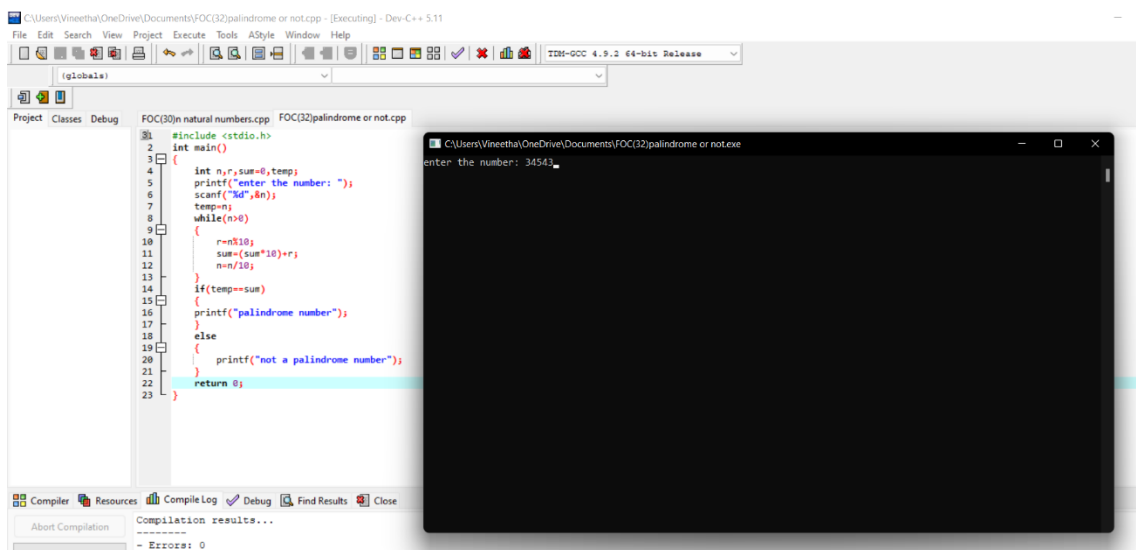 C:\Users\Vineetha\OneDrive\Documents\FOC(32)palindrome or not.cpp - [Executing] - Dev-C++ 5.11
File Edit Search View Project Execute Tools AStyle Window Help
TDM-GCC 4.9.2 64-bit Release
(globals)
Project Classes Debug
FOC(30)n natural numbers.cpp FOC(32)palindrome or not.cpp
1 #include <stdio.h>
2 int main()
3 {
4 int n,r,sum=0,temp;
5 printf("enter the number: ");
6 scanf("%d",&n);
7 temp=n;
8 while(n>0)
9 {
10 r=n%10;
11 sum=(sum*10)+r;
12 n=n/10;
13 }
14 if(temp==sum)
15 {
16 printf("palindrome number");
17 }
18 else
19 {
20 printf("not a palindrome number");
21 }
22 return 0;
23 }
C:\Users\Vineetha\OneDrive\Documents\FOC(32)palindrome or not.exe
enter the number: 34543
Compiler Resources Compile Log Debug Find Results Close
Abort Compilation
Compilation results...
--------
- Errors: 0